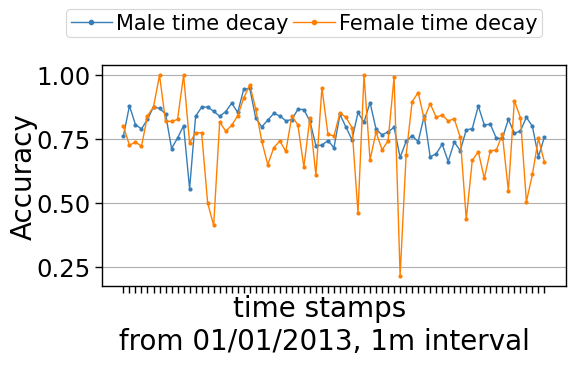 Male time decay Female time decay
1.00
0.75
0.50
0.25
Accuracy
time stamps
from 01/01/2013, 1m interval